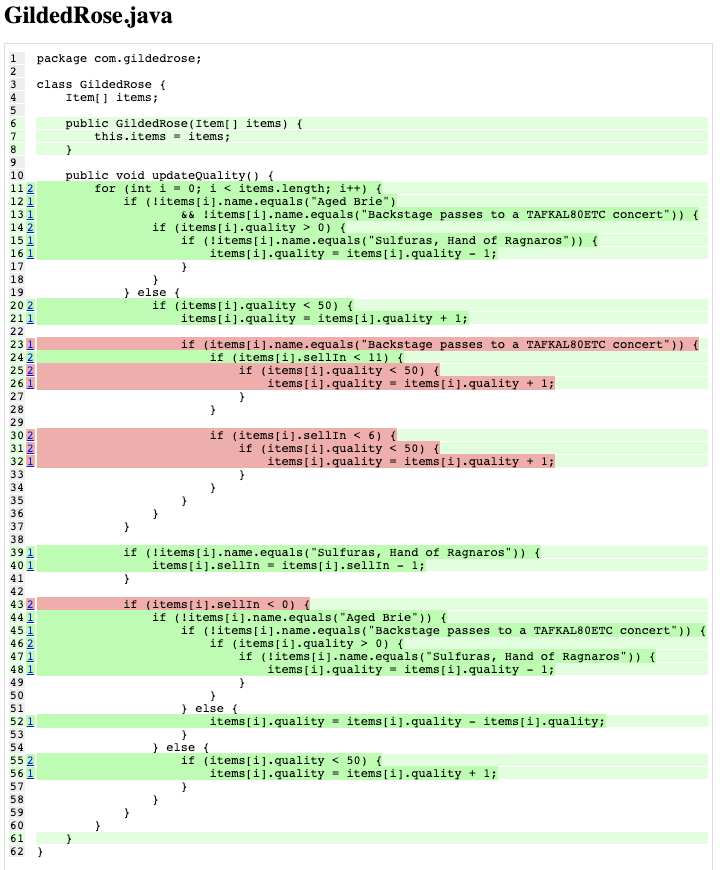 GildedRose.java
1 package com.gildedrose;
2
3 class GildedRose {
4 Item[] items;
5
6 public GildedRose(Item[] items) {
7 this.items = items;
8 }
9
10 public void updateQuality() {
11 2 for (int i = 0; i < items.length; i++) {
12 1 if (!items[i].name.equals("Aged Brie")
13 1 && !items[i].name.equals("Backstage passes to a TAFKAL80ETC concert")) {
14 2 if (items[i].quality > 0) {
15 1 if (!items[i].name.equals("Sulfuras, Hand of Ragnaros")) {
16 1 items[i].quality = items[i].quality - 1;
17 }
18 }
19 } else {
20 2 if (items[i].quality < 50) {
21 1 items[i].quality = items[i].quality + 1;
22
23 1 if (items[i].name.equals("Backstage passes to a TAFKAL80ETC concert")) {
24 2 if (items[i].sellIn < 11) {
25 2 if (items[i].quality < 50) {
26 1 items[i].quality = items[i].quality + 1;
27 }
28 }
29
30 2 if (items[i].sellIn < 6) {
31 2 if (items[i].quality < 50) {
32 1 items[i].quality = items[i].quality + 1;
33 }
34 }
35 }
36 }
37 }
38
39 1 if (!items[i].name.equals("Sulfuras, Hand of Ragnaros")) {
40 1 items[i].sellIn = items[i].sellIn - 1;
41 }
42
43 2 if (items[i].sellIn < 0) {
44 1 if (!items[i].name.equals("Aged Brie")) {
45 1 if (!items[i].name.equals("Backstage passes to a TAFKAL80ETC concert")) {
46 2 if (items[i].quality > 0) {
47 1 if (!items[i].name.equals("Sulfuras, Hand of Ragnaros")) {
48 1 items[i].quality = items[i].quality - 1;
49 }
50 }
51 } else {
52 1 items[i].quality = items[i].quality - items[i].quality;
53 }
54 } else {
55 2 if (items[i].quality < 50) {
56 1 items[i].quality = items[i].quality + 1;
57 }
58 }
59 }
60 }
61 }
62 }